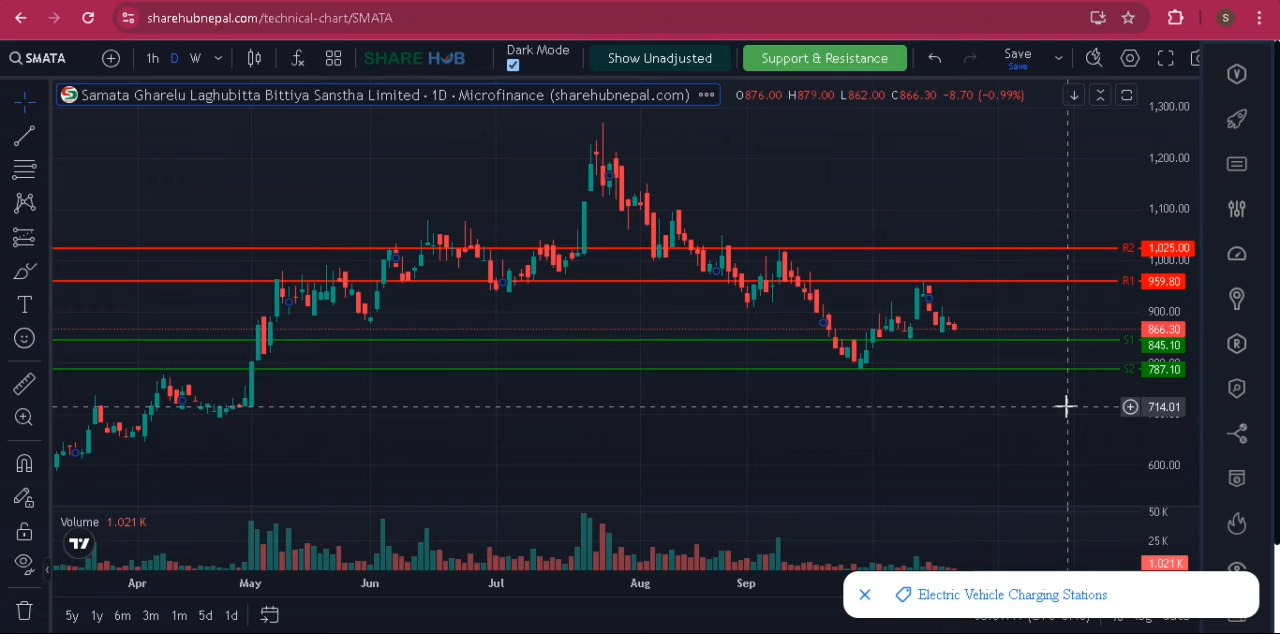 sharehubnepal.com/technical-chart/SMATA
S
SMATA
1h D W
SHARE HUB
Dark Mode
Show Unadjusted
Support & Resistance
Save
Save
Samata Gharelu Laghubitta Bittiya Sanstha Limited · 1D · Microfinance (sharehubnepal.com)
O876.00 H879.00 L862.00 C866.30 −8.70 (−0.99%)
1,300.00
1,200.00
1,100.00
R2 1,025.00
1,000.00
R1 959.80
900.00
866.30
S1 845.10
S2 787.10
714.01
600.00
Volume 1.021 K
50 K
25 K
1.021 K
Apr May Jun Jul Aug Sep
5y 1y 6m 3m 1m 5d 1d
Electric Vehicle Charging Stations